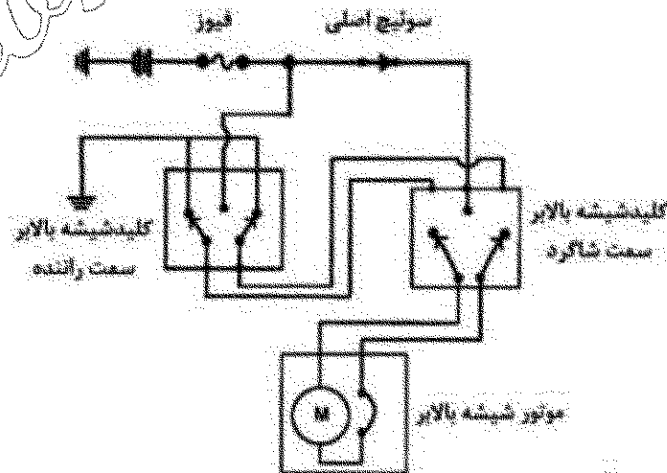 سوئیچ اصلی
فیوز
کلیدشیشه بالابر
سمت راننده
کلیدشیشه بالابر
سمت شاگرد
M
موتور شیشه بالابر